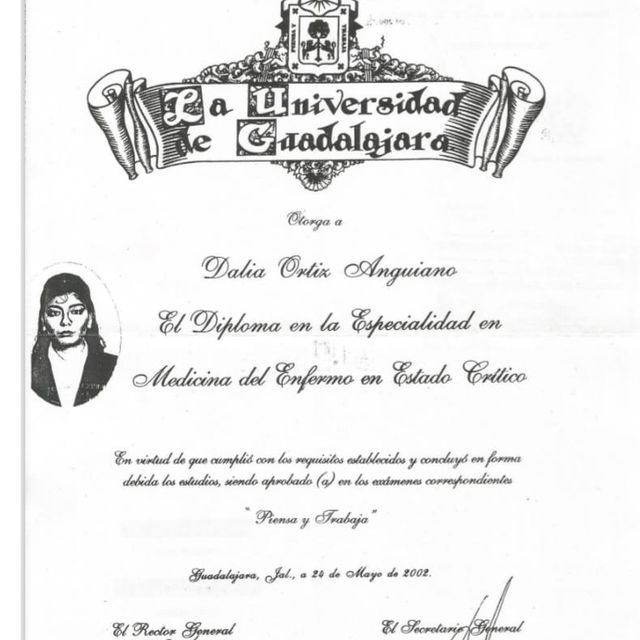 La Universidad
de Guadalajara
Otorga a
Dalia Ortiz Anguiano
El Diploma en la Especialidad en
Medicina del Enfermo en Estado Crítico
En virtud de que cumplió con los requisitos establecidos y concluyó en forma
debida los estudios, siendo aprobado (a) en los exámenes correspondientes
"Piensa y Trabaja"
Guadalajara, Jal., a 24 de Mayo de 2002.
El Rector General El Secretario General